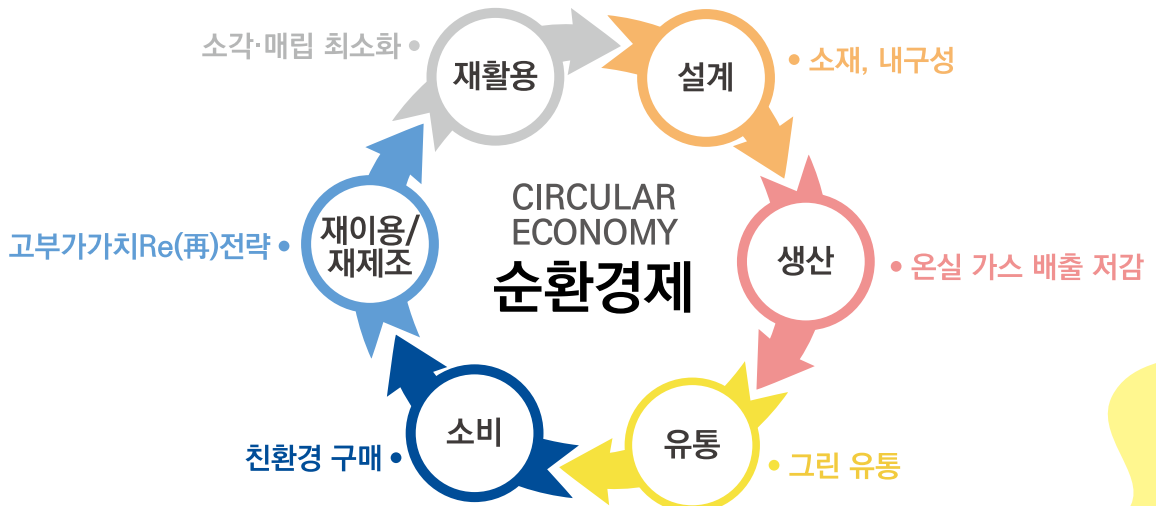 소각·매립 최소화
재활용
설계
소재, 내구성
CIRCULAR
ECONOMY
순환경제
고부가가치Re(再)전략
재이용/
재제조
생산
온실 가스 배출 저감
소비
친환경 구매
유통
그린 유통